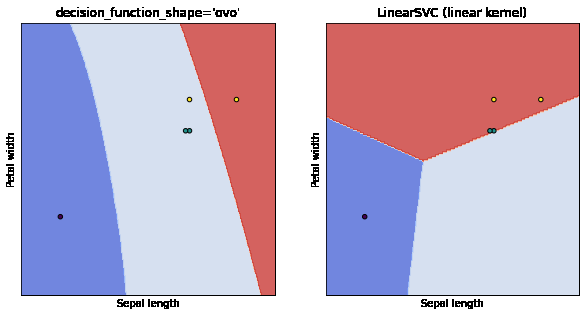 decision_function_shape='ovo'
LinearSVC (linear kernel)
Petal width
Petal width
Sepal length
Sepal length